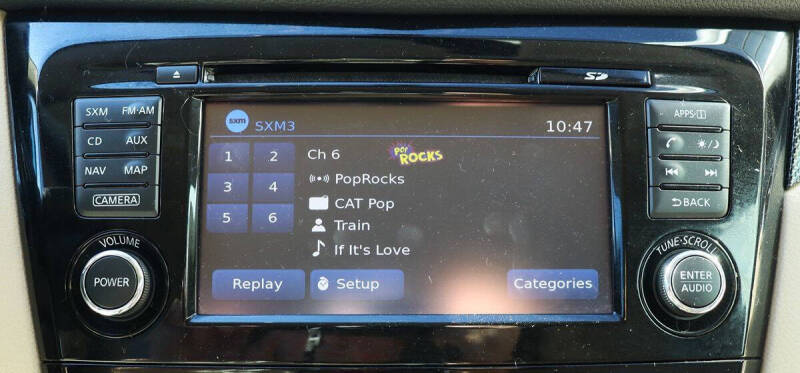 SXM FM·AM
CD AUX
NAV MAP
CAMERA
VOLUME
POWER
sxm SXM3 10:47
1 2 Ch 6 POP ROCKS
3 4 PopRocks
CAT Pop
5 6 Train
If It's Love
Replay Setup Categories
SD
APPS·i
BACK
TUNE·SCROLL
ENTER
AUDIO